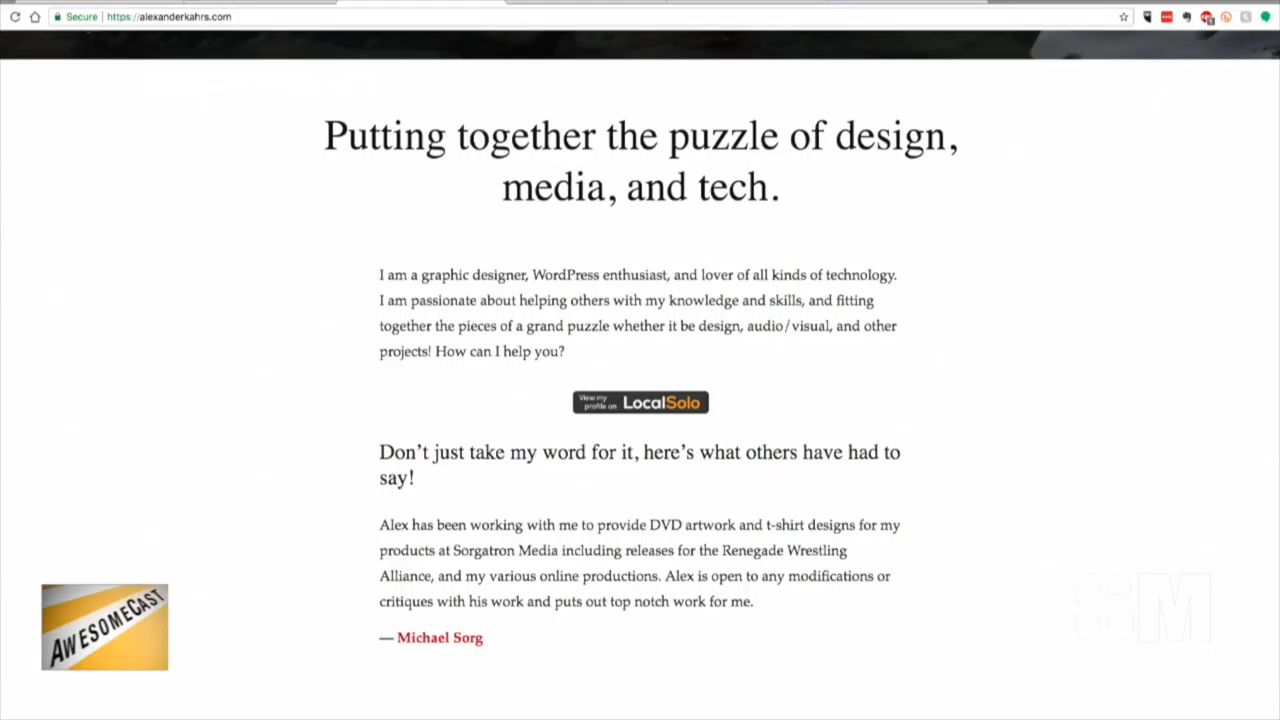 Secure | https://alexanderkahrs.com
Putting together the puzzle of design,
media, and tech.
I am a graphic designer, WordPress enthusiast, and lover of all kinds of technology.
I am passionate about helping others with my knowledge and skills, and fitting
together the pieces of a grand puzzle whether it be design, audio/visual, and other
projects! How can I help you?
View my
profile on LocalSolo
Don’t just take my word for it, here’s what others have had to
say!
Alex has been working with me to provide DVD artwork and t-shirt designs for my
products at Sorgatron Media including releases for the Renegade Wrestling
Alliance, and my various online productions. Alex is open to any modifications or
critiques with his work and puts out top notch work for me.
— Michael Sorg
AWESOMECAST
SM